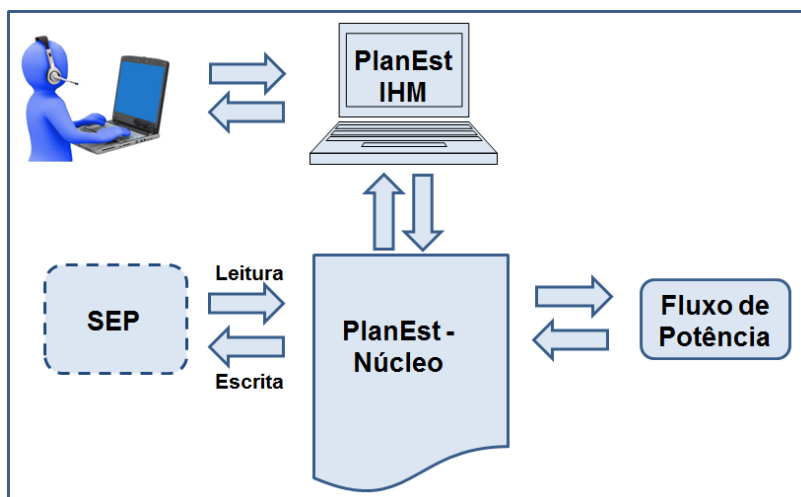 PlanEst
IHM
Leitura
SEP
Escrita
PlanEst -
Núcleo
Fluxo de
Potência